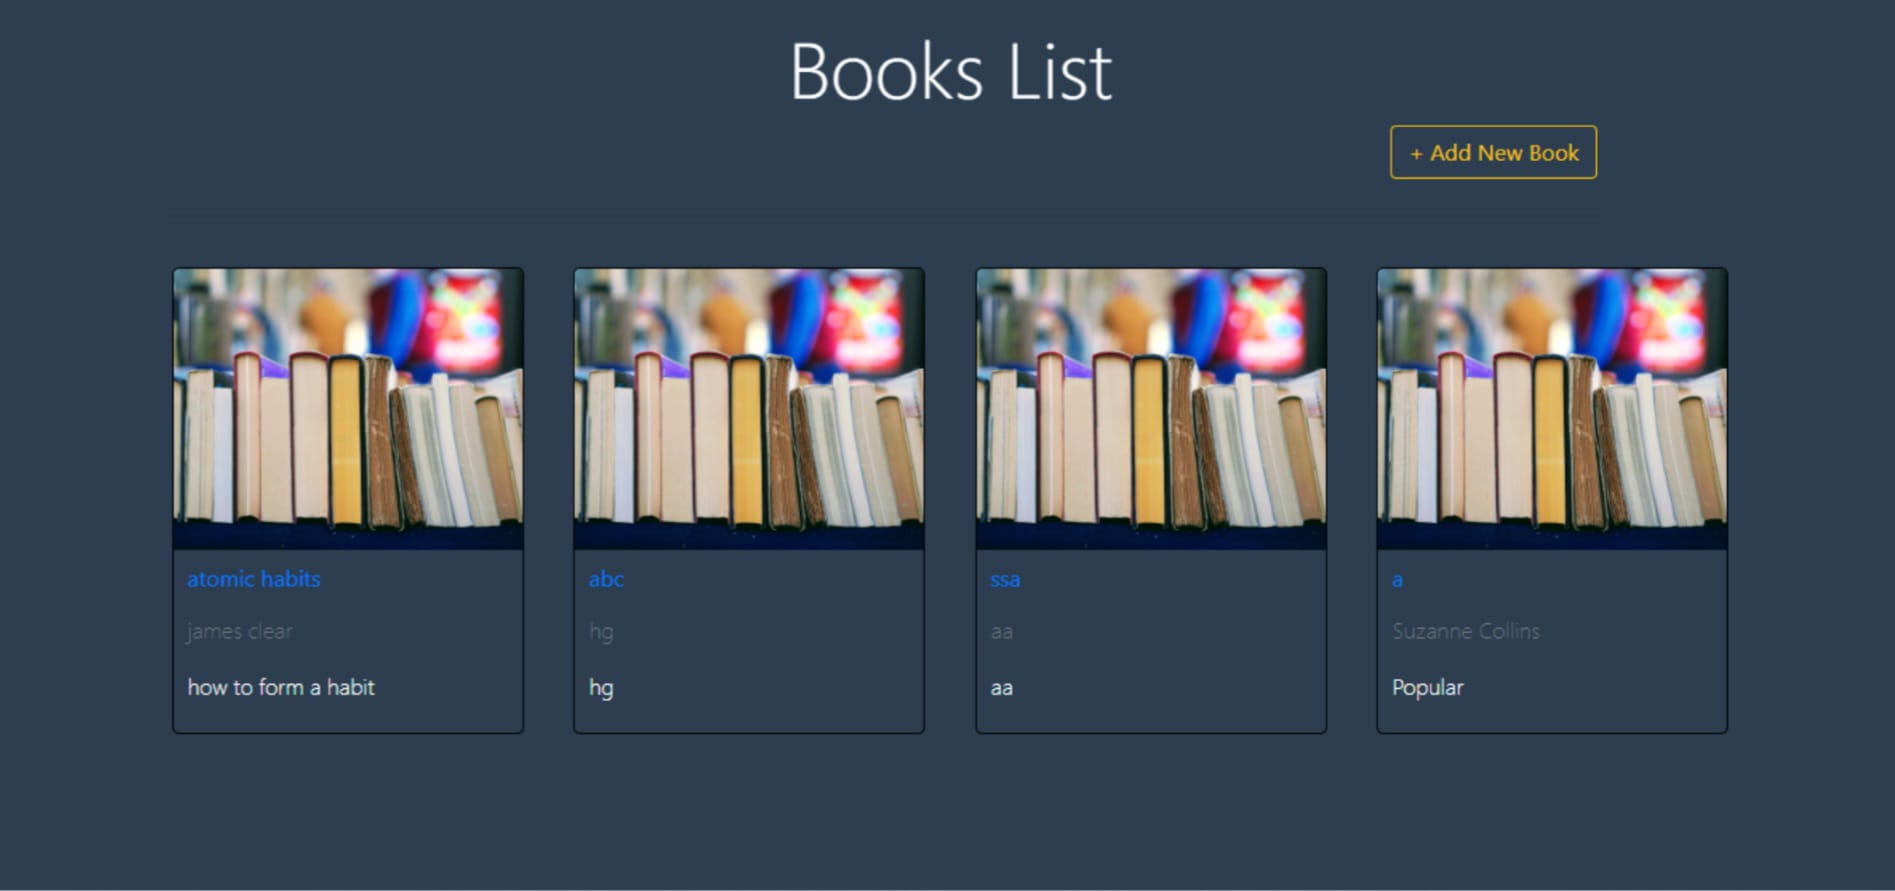 Books List
+ Add New Book
atomic habits
james clear
how to form a habit
abc
hg
hg
ssa
aa
aa
a
Suzanne Collins
Popular